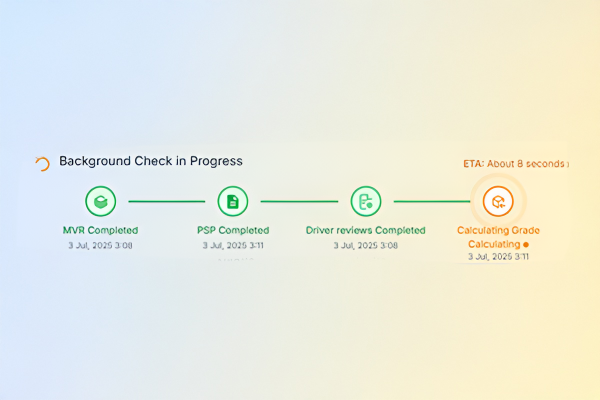 Background Check in Progress
ETA: About 8 seconds
MVR Completed
3 Jul, 2025 3:08
PSP Completed
3 Jul, 2025 3:11
Driver reviews Completed
3 Jul, 2025 3:08
Calculating Grade
Calculating
3 Jul, 2025 3:11